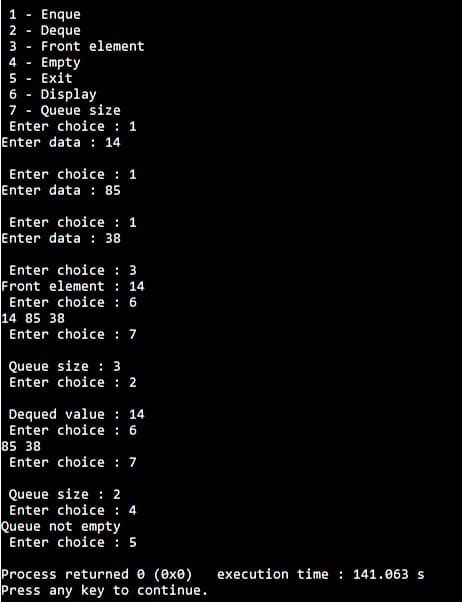 1 - Enque
2 - Deque
3 - Front element
4 - Empty
5 - Exit
6 - Display
7 - Queue size
Enter choice : 1
Enter data : 14
Enter choice : 1
Enter data : 85
Enter choice : 1
Enter data : 38
Enter choice : 3
Front element : 14
Enter choice : 6
14 85 38
Enter choice : 7
Queue size : 3
Enter choice : 2
Dequed value : 14
Enter choice : 6
85 38
Enter choice : 7
Queue size : 2
Enter choice : 4
Queue not empty
Enter choice : 5
Process returned 0 (0x0)   execution time : 141.063 s
Press any key to continue.